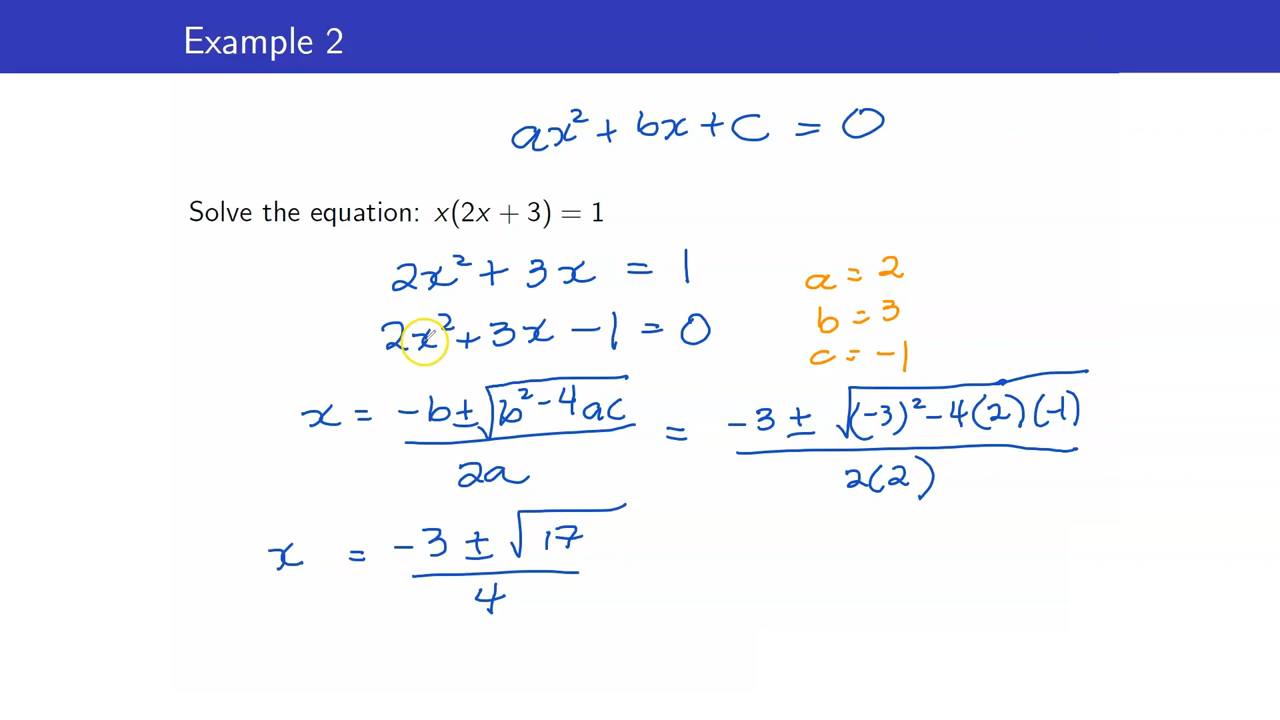 Example 2
ax² + bx + c = 0
Solve the equation: x(2x + 3) = 1
2x² + 3x = 1
a = 2
2x² + 3x − 1 = 0
b = 3
c = −1
x = (−b ± √(b² − 4ac)) / 2a = (−3 ± √((−3)² − 4(2)(−1))) / 2(2)
x = (−3 ± √17) / 4